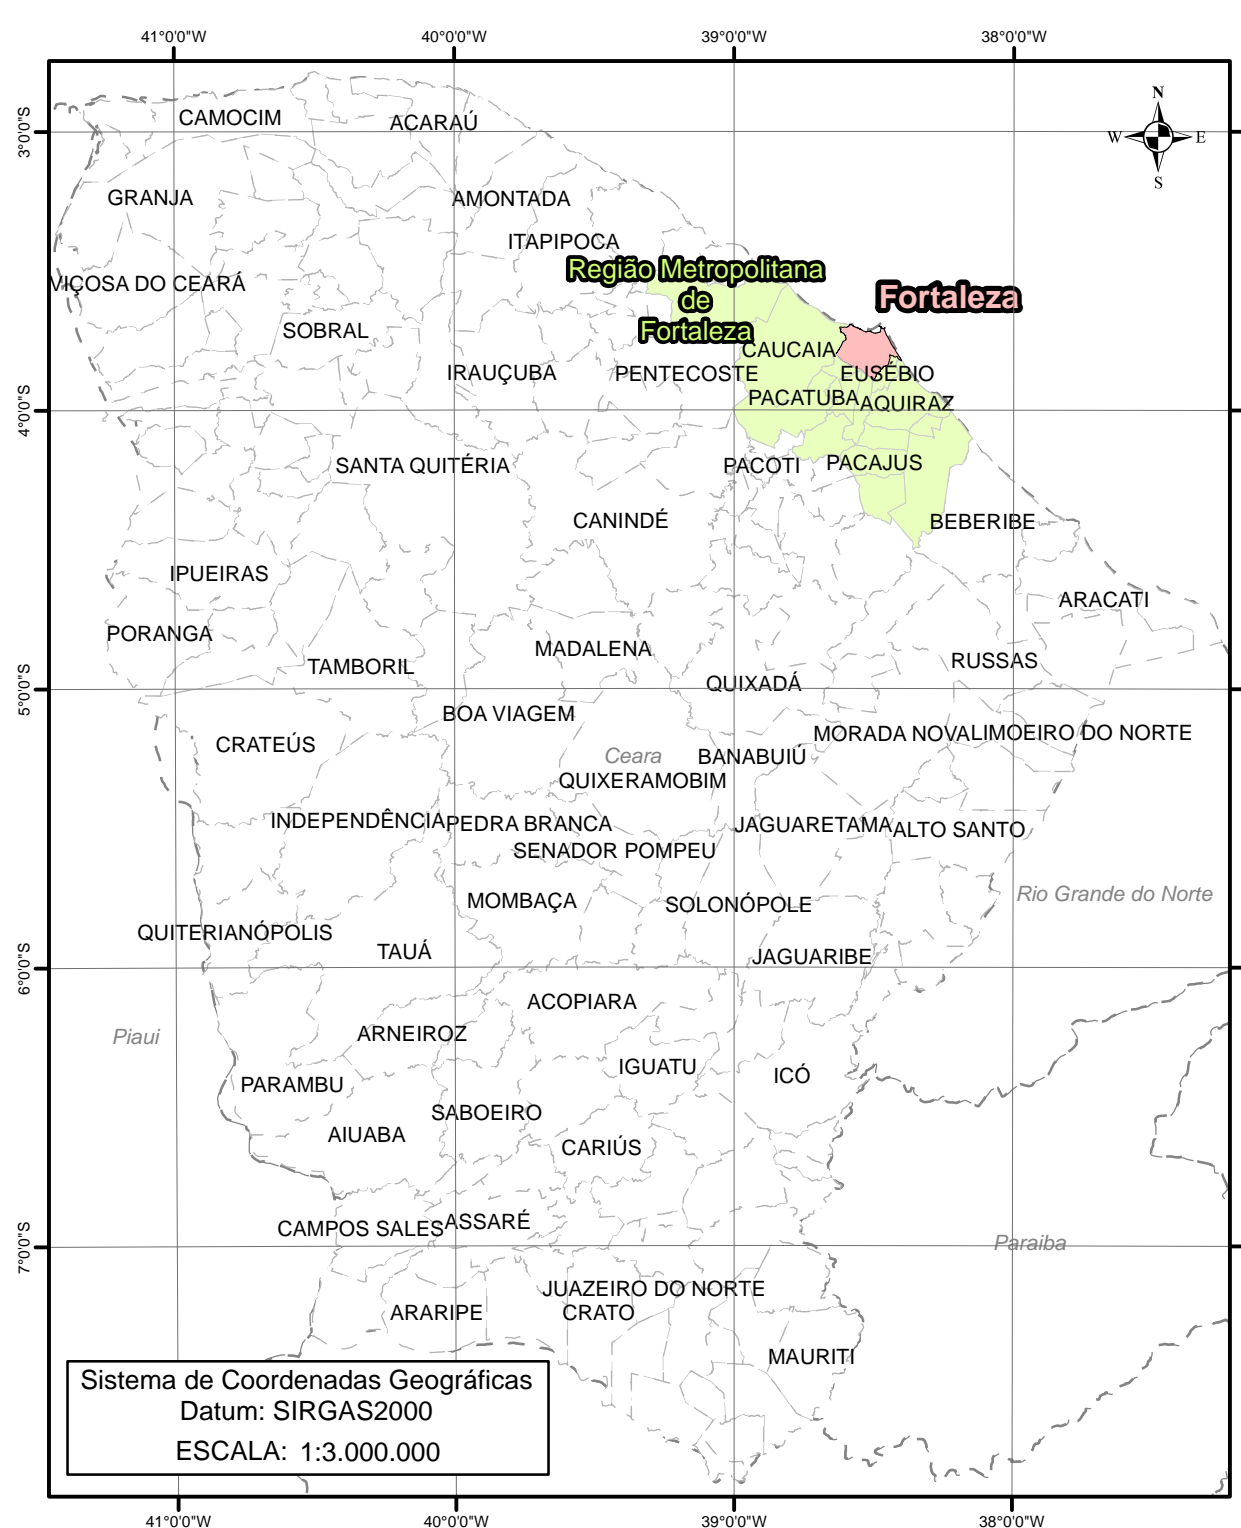 41°0'0"W 40°0'0"W 39°0'0"W 38°0'0"W
N
W E
S
3°0'0"S
CAMOCIM
ACARAÚ
GRANJA
AMONTADA
ITAPIPOCA
Região Metropolitana
de
Fortaleza
Fortaleza
VIÇOSA DO CEARÁ
SOBRAL
CAUCAIA
IRAUÇUBA
PENTECOSTE
EUSÉBIO
PACATUBA
AQUIRAZ
4°0'0"S
SANTA QUITÉRIA
PACOTI
PACAJUS
CANINDÉ
BEBERIBE
IPUEIRAS
ARACATI
PORANGA
MADALENA
TAMBORIL
RUSSAS
QUIXADÁ
5°0'0"S
BOA VIAGEM
CRATEÚS
MORADA NOVA
LIMOEIRO DO NORTE
Ceara
BANABUIÚ
QUIXERAMOBIM
INDEPENDÊNCIA
PEDRA BRANCA
JAGUARETAMA
ALTO SANTO
SENADOR POMPEU
MOMBAÇA
SOLONÓPOLE
Rio Grande do Norte
QUITERIANÓPOLIS
TAUÁ
JAGUARIBE
6°0'0"S
ACOPIARA
Piaui
ARNEIROZ
IGUATU
ICÓ
PARAMBU
SABOEIRO
AIUABA
CARIÚS
CAMPOS SALES
ASSARÉ
7°0'0"S
Paraiba
JUAZEIRO DO NORTE
ARARIPE
CRATO
MAURITI
Sistema de Coordenadas Geográficas
Datum: SIRGAS2000
ESCALA: 1:3.000.000
41°0'0"W 40°0'0"W 39°0'0"W 38°0'0"W